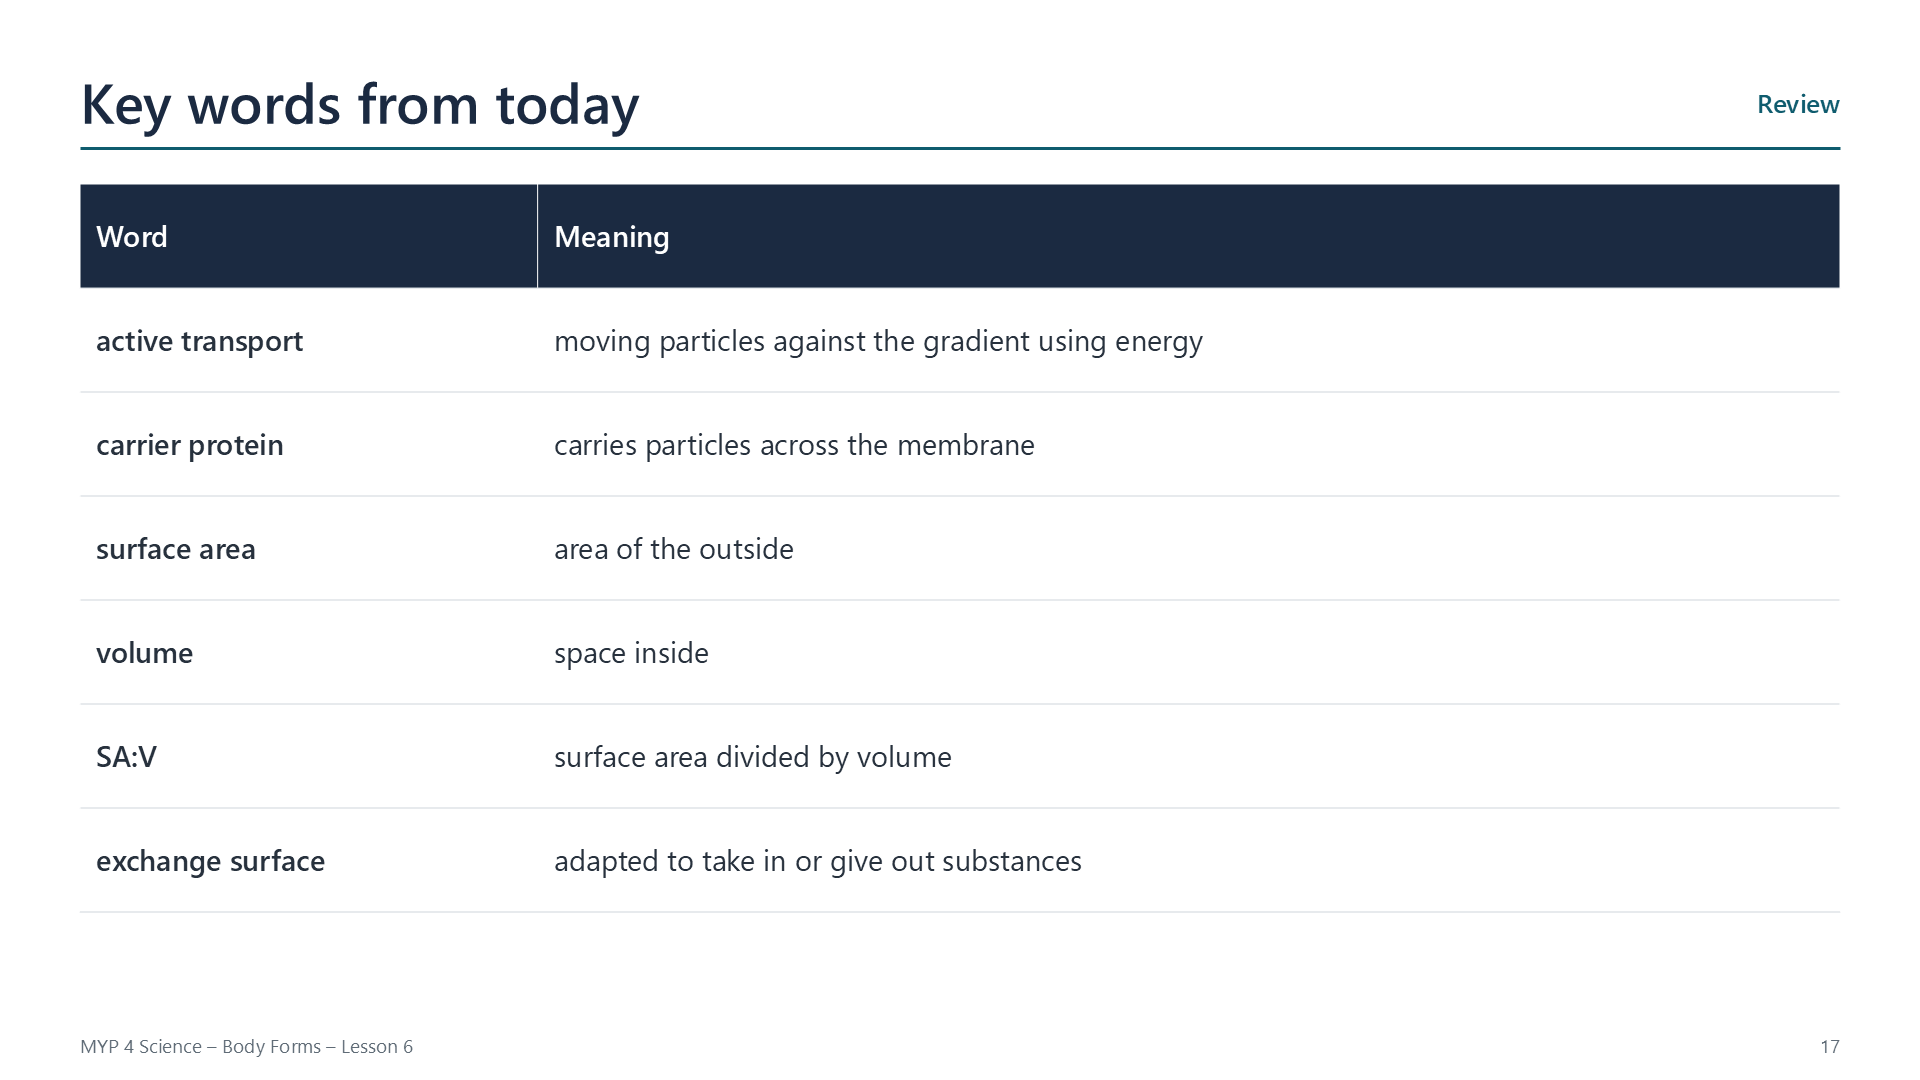 Key words from today
Review
Word Meaning
active transport moving particles against the gradient using energy
carrier protein carries particles across the membrane
surface area area of the outside
volume space inside
SA:V surface area divided by volume
exchange surface adapted to take in or give out substances
MYP 4 Science – Body Forms – Lesson 6 17